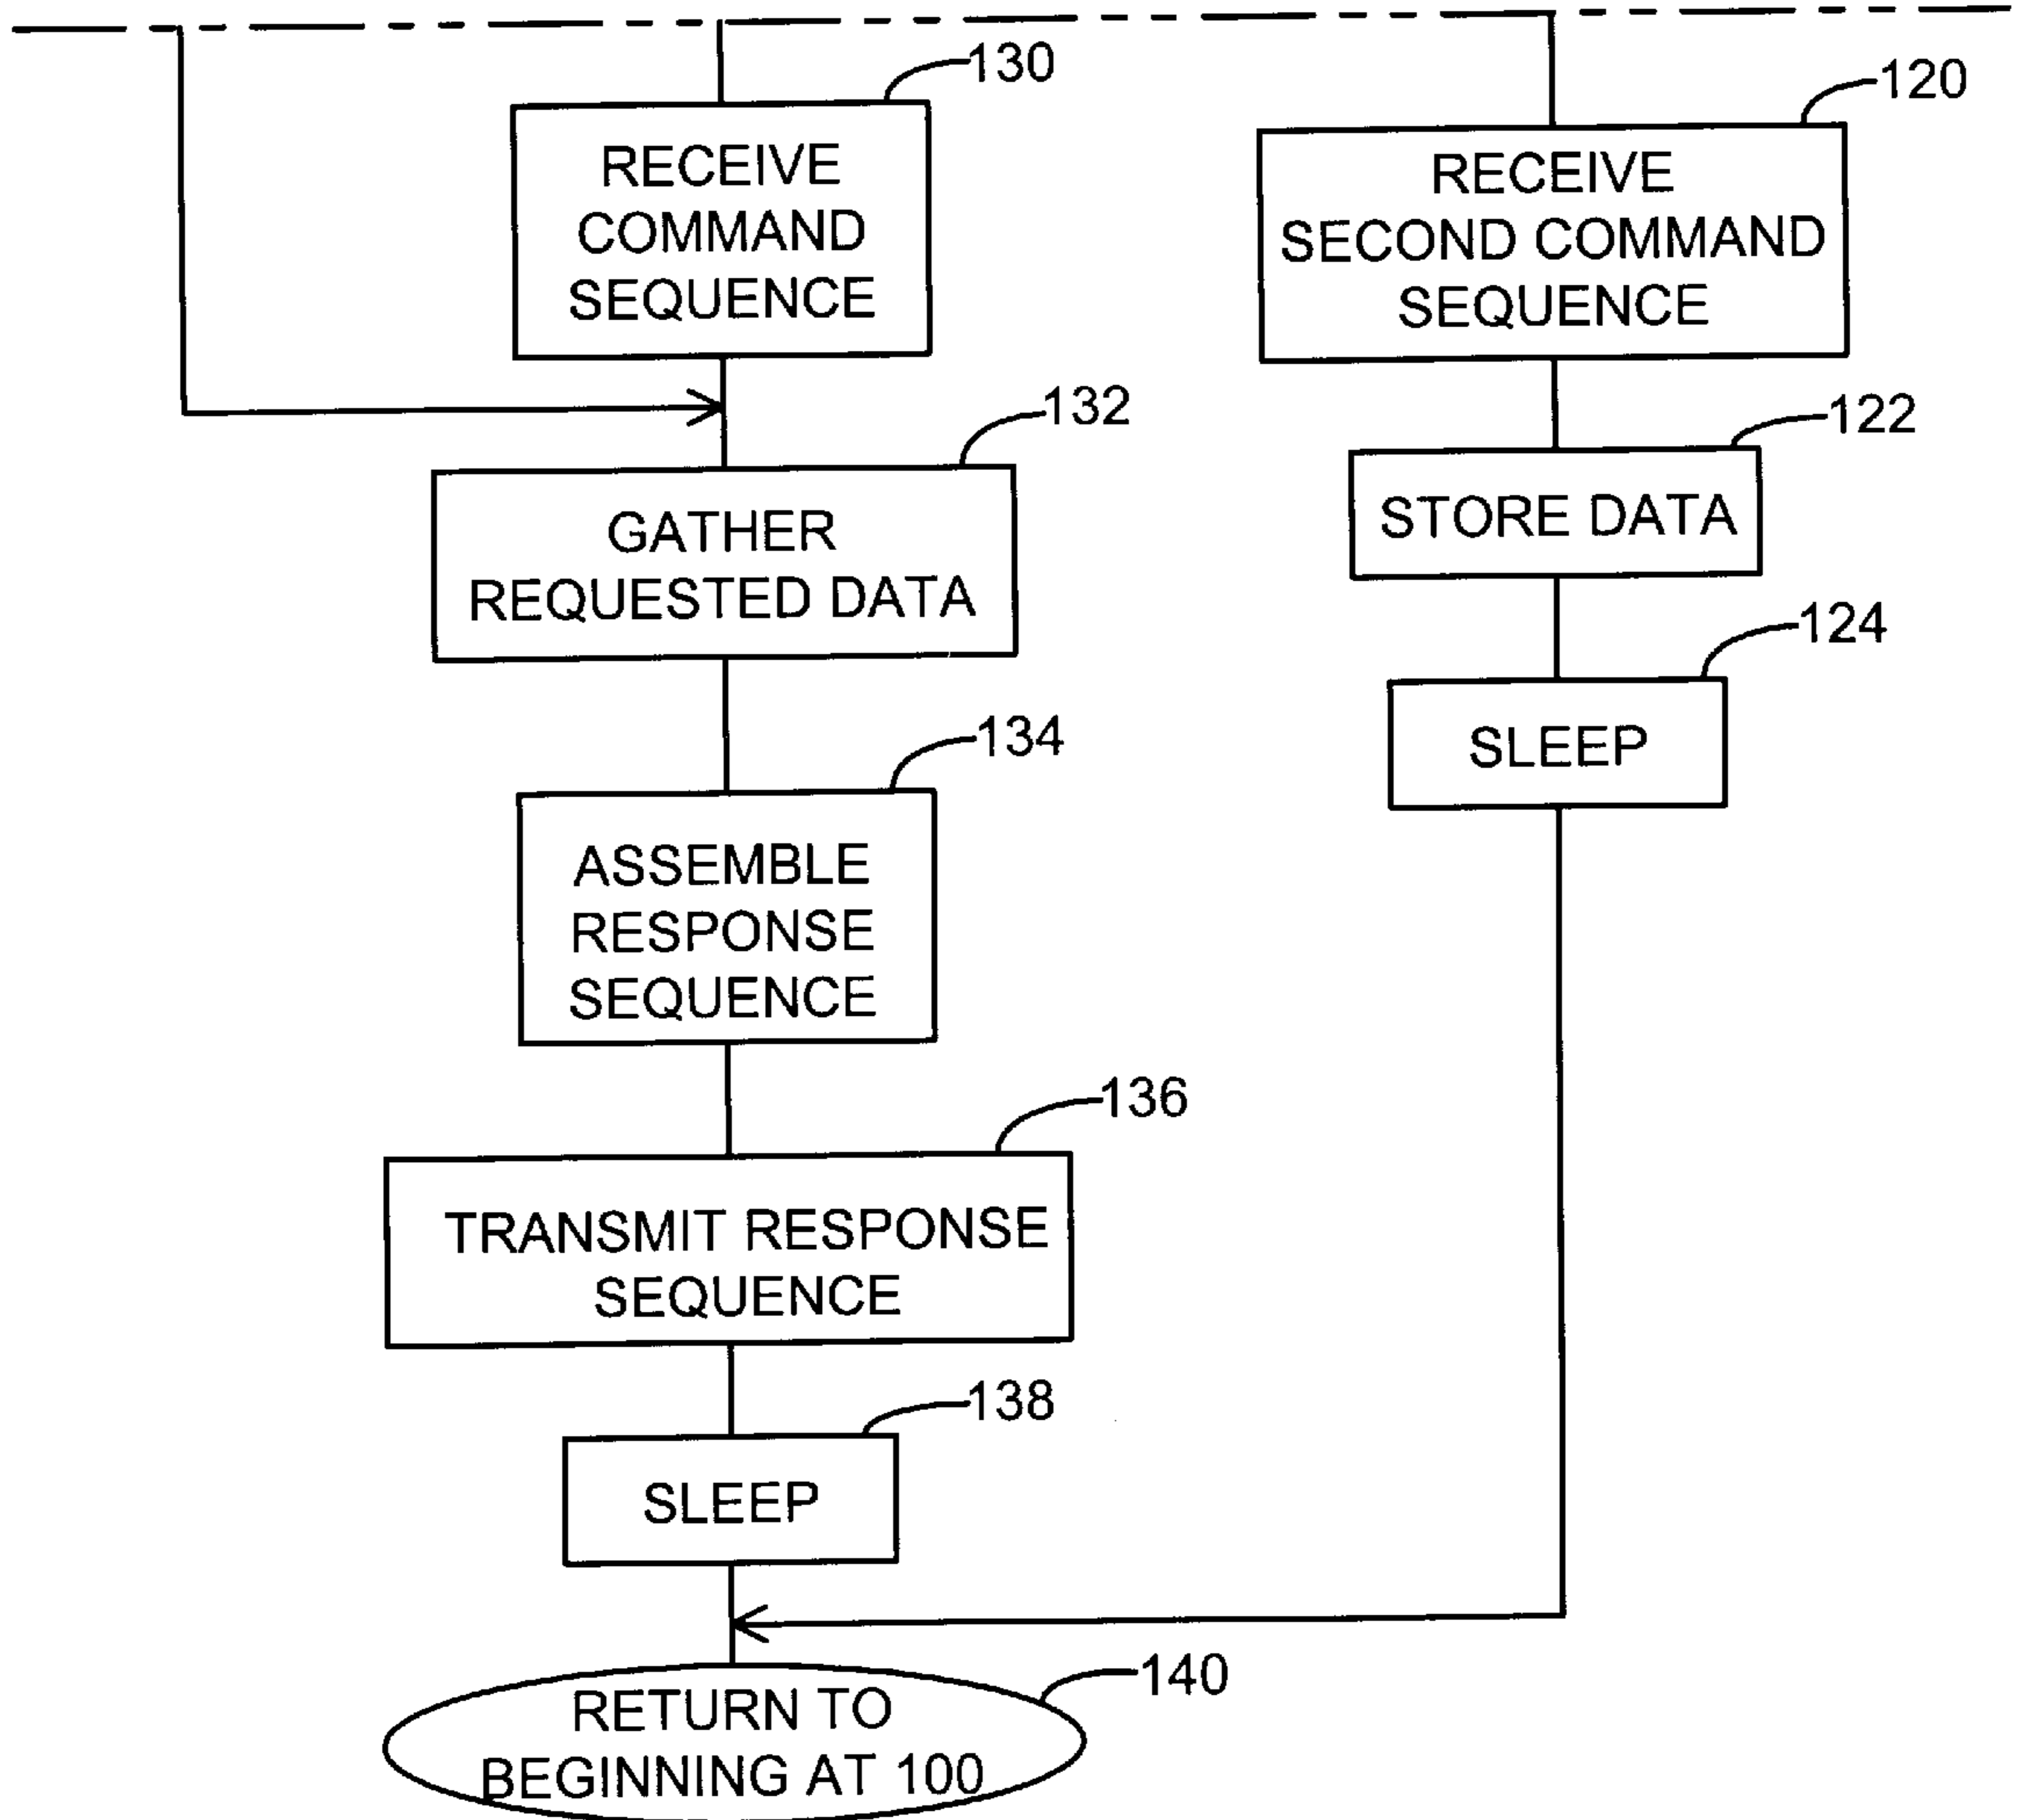 130
RECEIVE
COMMAND
SEQUENCE
120
RECEIVE
SECOND COMMAND
SEQUENCE
132
GATHER
REQUESTED DATA
122
STORE DATA
124
SLEEP
134
ASSEMBLE
RESPONSE
SEQUENCE
136
TRANSMIT RESPONSE
SEQUENCE
138
SLEEP
140
RETURN TO
BEGINNING AT 100